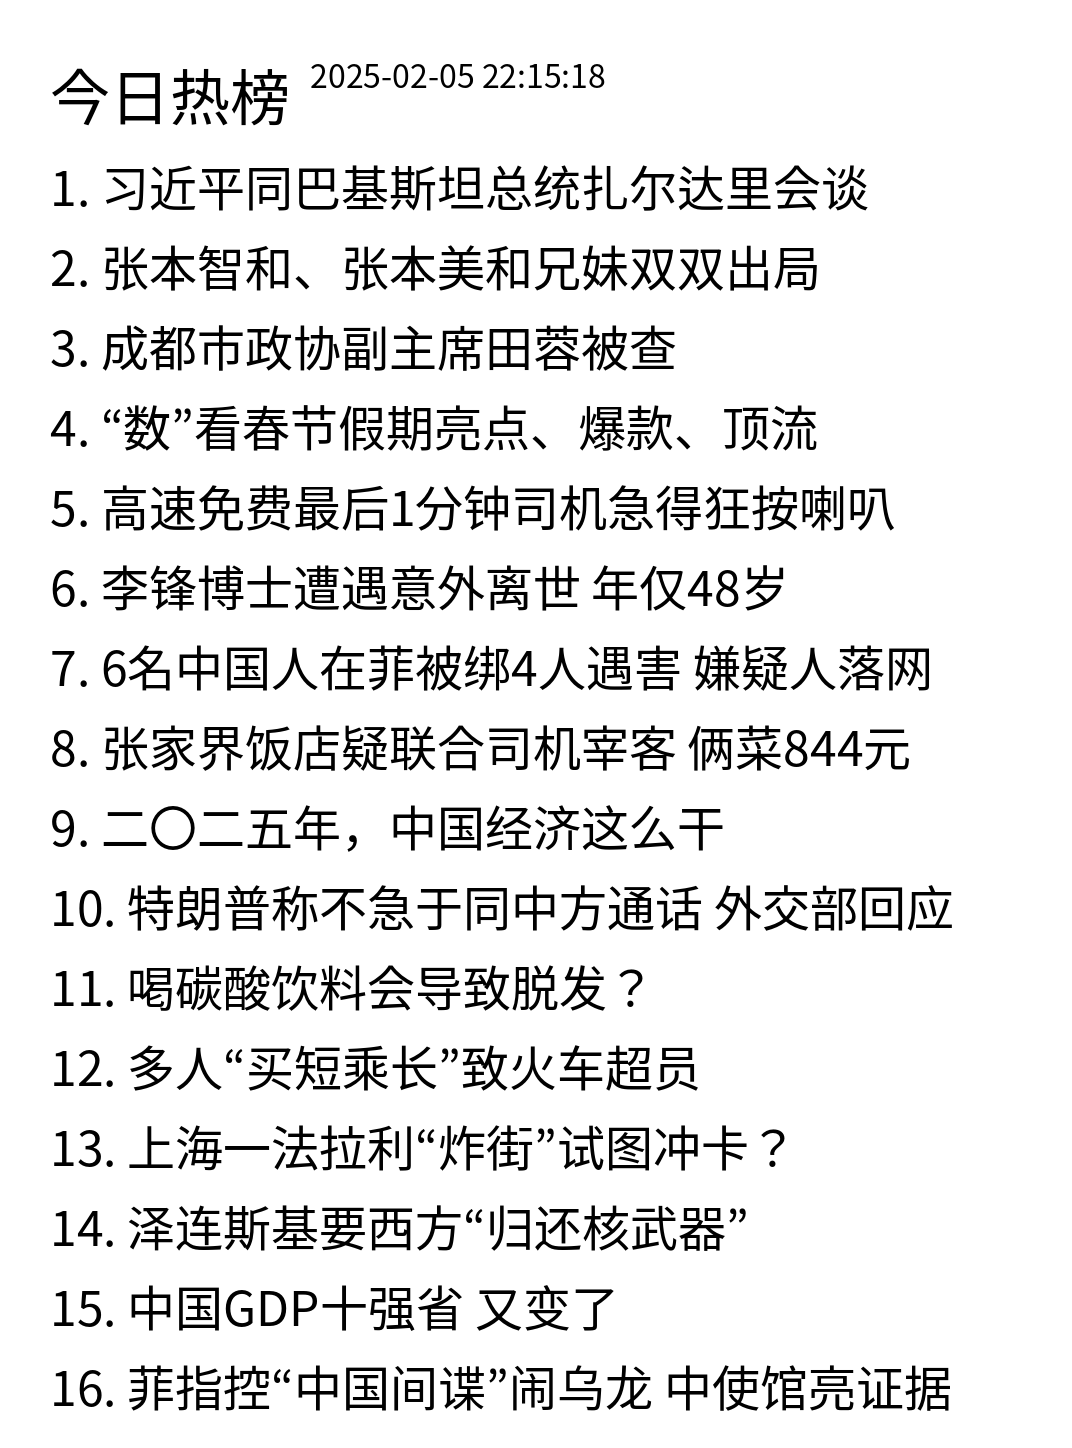 今日热榜 2025-02-05 22:15:18
1. 习近平同巴基斯坦总统扎尔达里会谈
2. 张本智和、张本美和兄妹双双出局
3. 成都市政协副主席田蓉被查
4. “数”看春节假期亮点、爆款、顶流
5. 高速免费最后1分钟司机急得狂按喇叭
6. 李锋博士遭遇意外离世 年仅48岁
7. 6名中国人在菲被绑4人遇害 嫌疑人落网
8. 张家界饭店疑联合司机宰客 俩菜844元
9. 二〇二五年，中国经济这么干
10. 特朗普称不急于同中方通话 外交部回应
11. 喝碳酸饮料会导致脱发？
12. 多人“买短乘长”致火车超员
13. 上海一法拉利“炸街”试图冲卡？
14. 泽连斯基要西方“归还核武器”
15. 中国GDP十强省 又变了
16. 菲指控“中国间谍”闹乌龙 中使馆亮证据